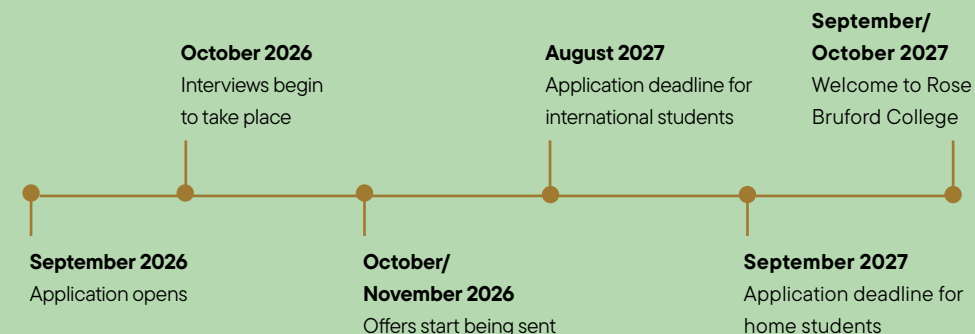 September 2026
Application opens
October 2026
Interviews begin
to take place
October/
November 2026
Offers start being sent
August 2027
Application deadline for
international students
September 2027
Application deadline for
home students
September/
October 2027
Welcome to Rose
Bruford College